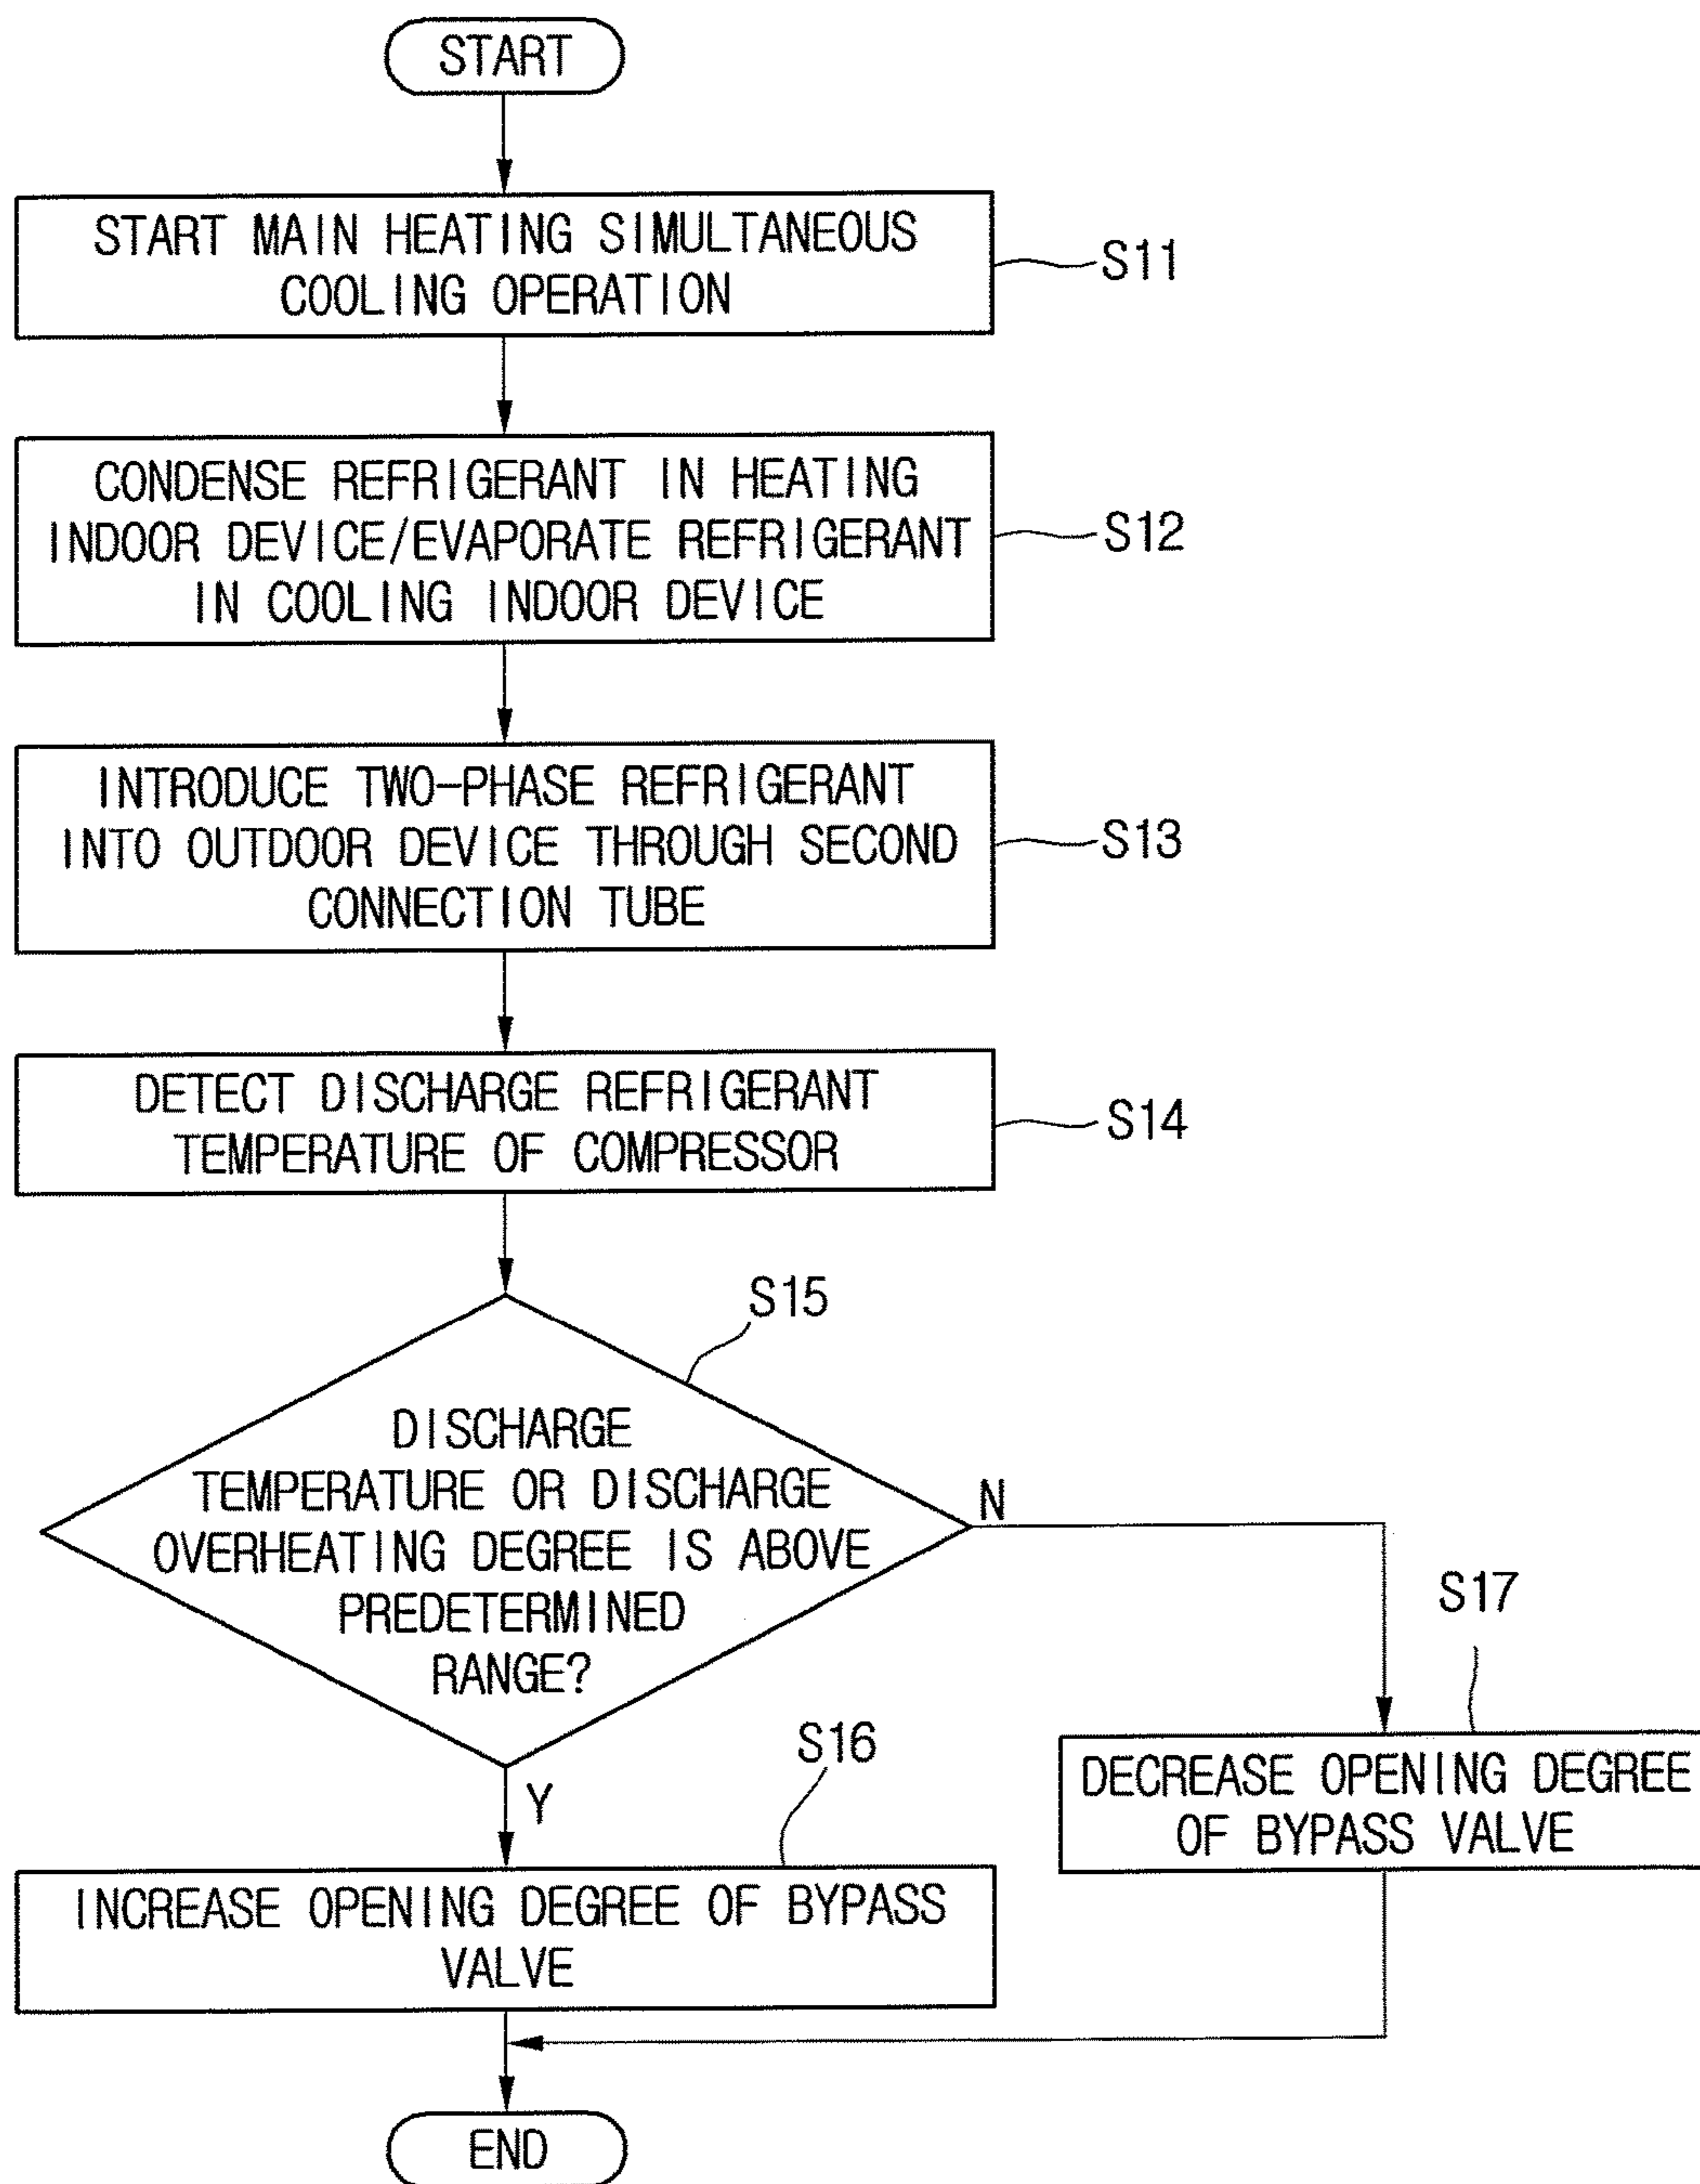 START
START MAIN HEATING SIMULTANEOUS
COOLING OPERATION
S11
CONDENSE REFRIGERANT IN HEATING
INDOOR DEVICE/EVAPORATE REFRIGERANT
IN COOLING INDOOR DEVICE
S12
INTRODUCE TWO-PHASE REFRIGERANT
INTO OUTDOOR DEVICE THROUGH SECOND
CONNECTION TUBE
S13
DETECT DISCHARGE REFRIGERANT
TEMPERATURE OF COMPRESSOR
S14
S15
DISCHARGE
TEMPERATURE OR DISCHARGE
OVERHEATING DEGREE IS ABOVE
PREDETERMINED
RANGE?
N
Y
S17
DECREASE OPENING DEGREE
OF BYPASS VALVE
S16
INCREASE OPENING DEGREE OF BYPASS
VALVE
END